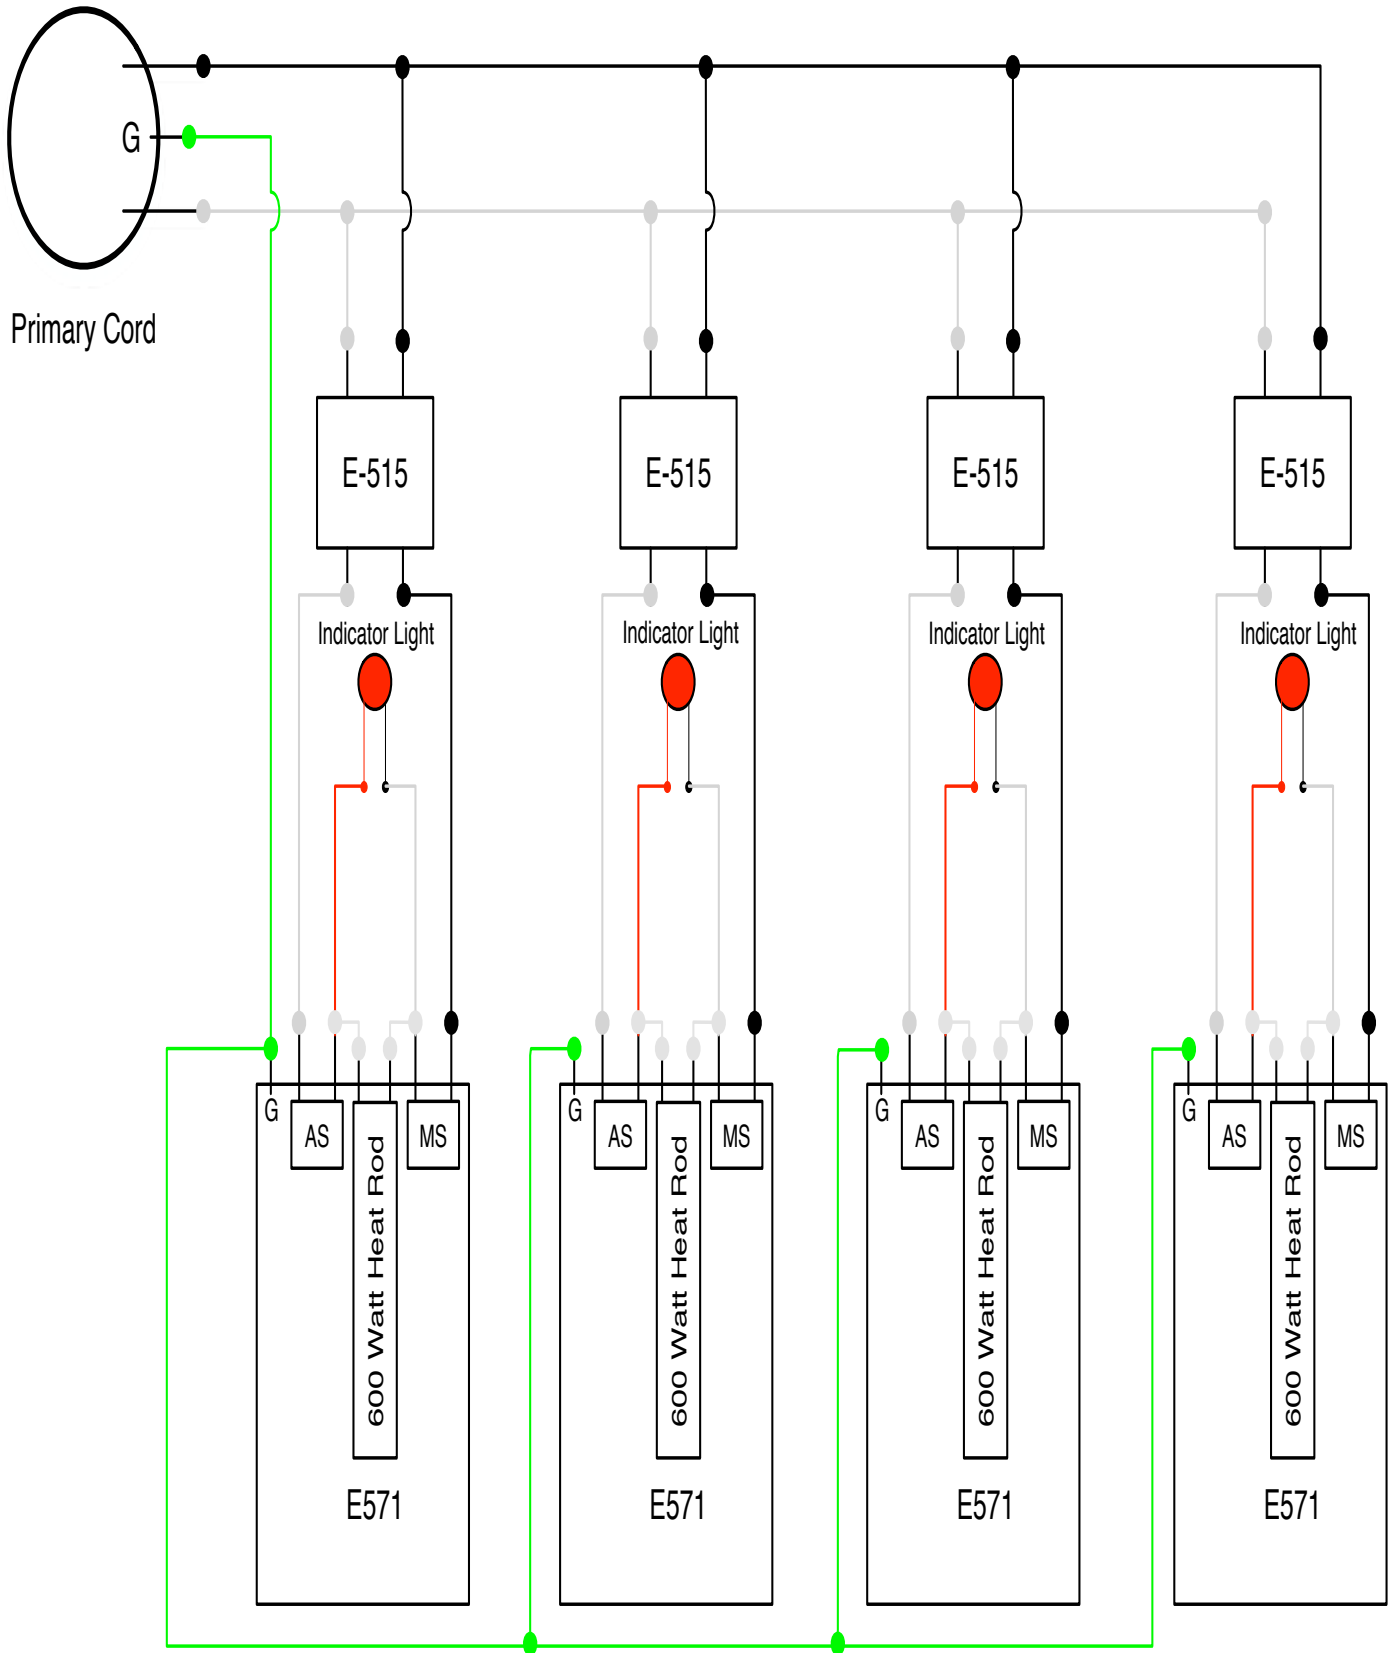 G
Primary Cord
E-515
E-515
E-515
E-515
Indicator Light
Indicator Light
Indicator Light
Indicator Light
G
AS
MS
600 Watt Heat Rod
E571
G
AS
MS
600 Watt Heat Rod
E571
G
AS
MS
600 Watt Heat Rod
E571
G
AS
MS
600 Watt Heat Rod
E571